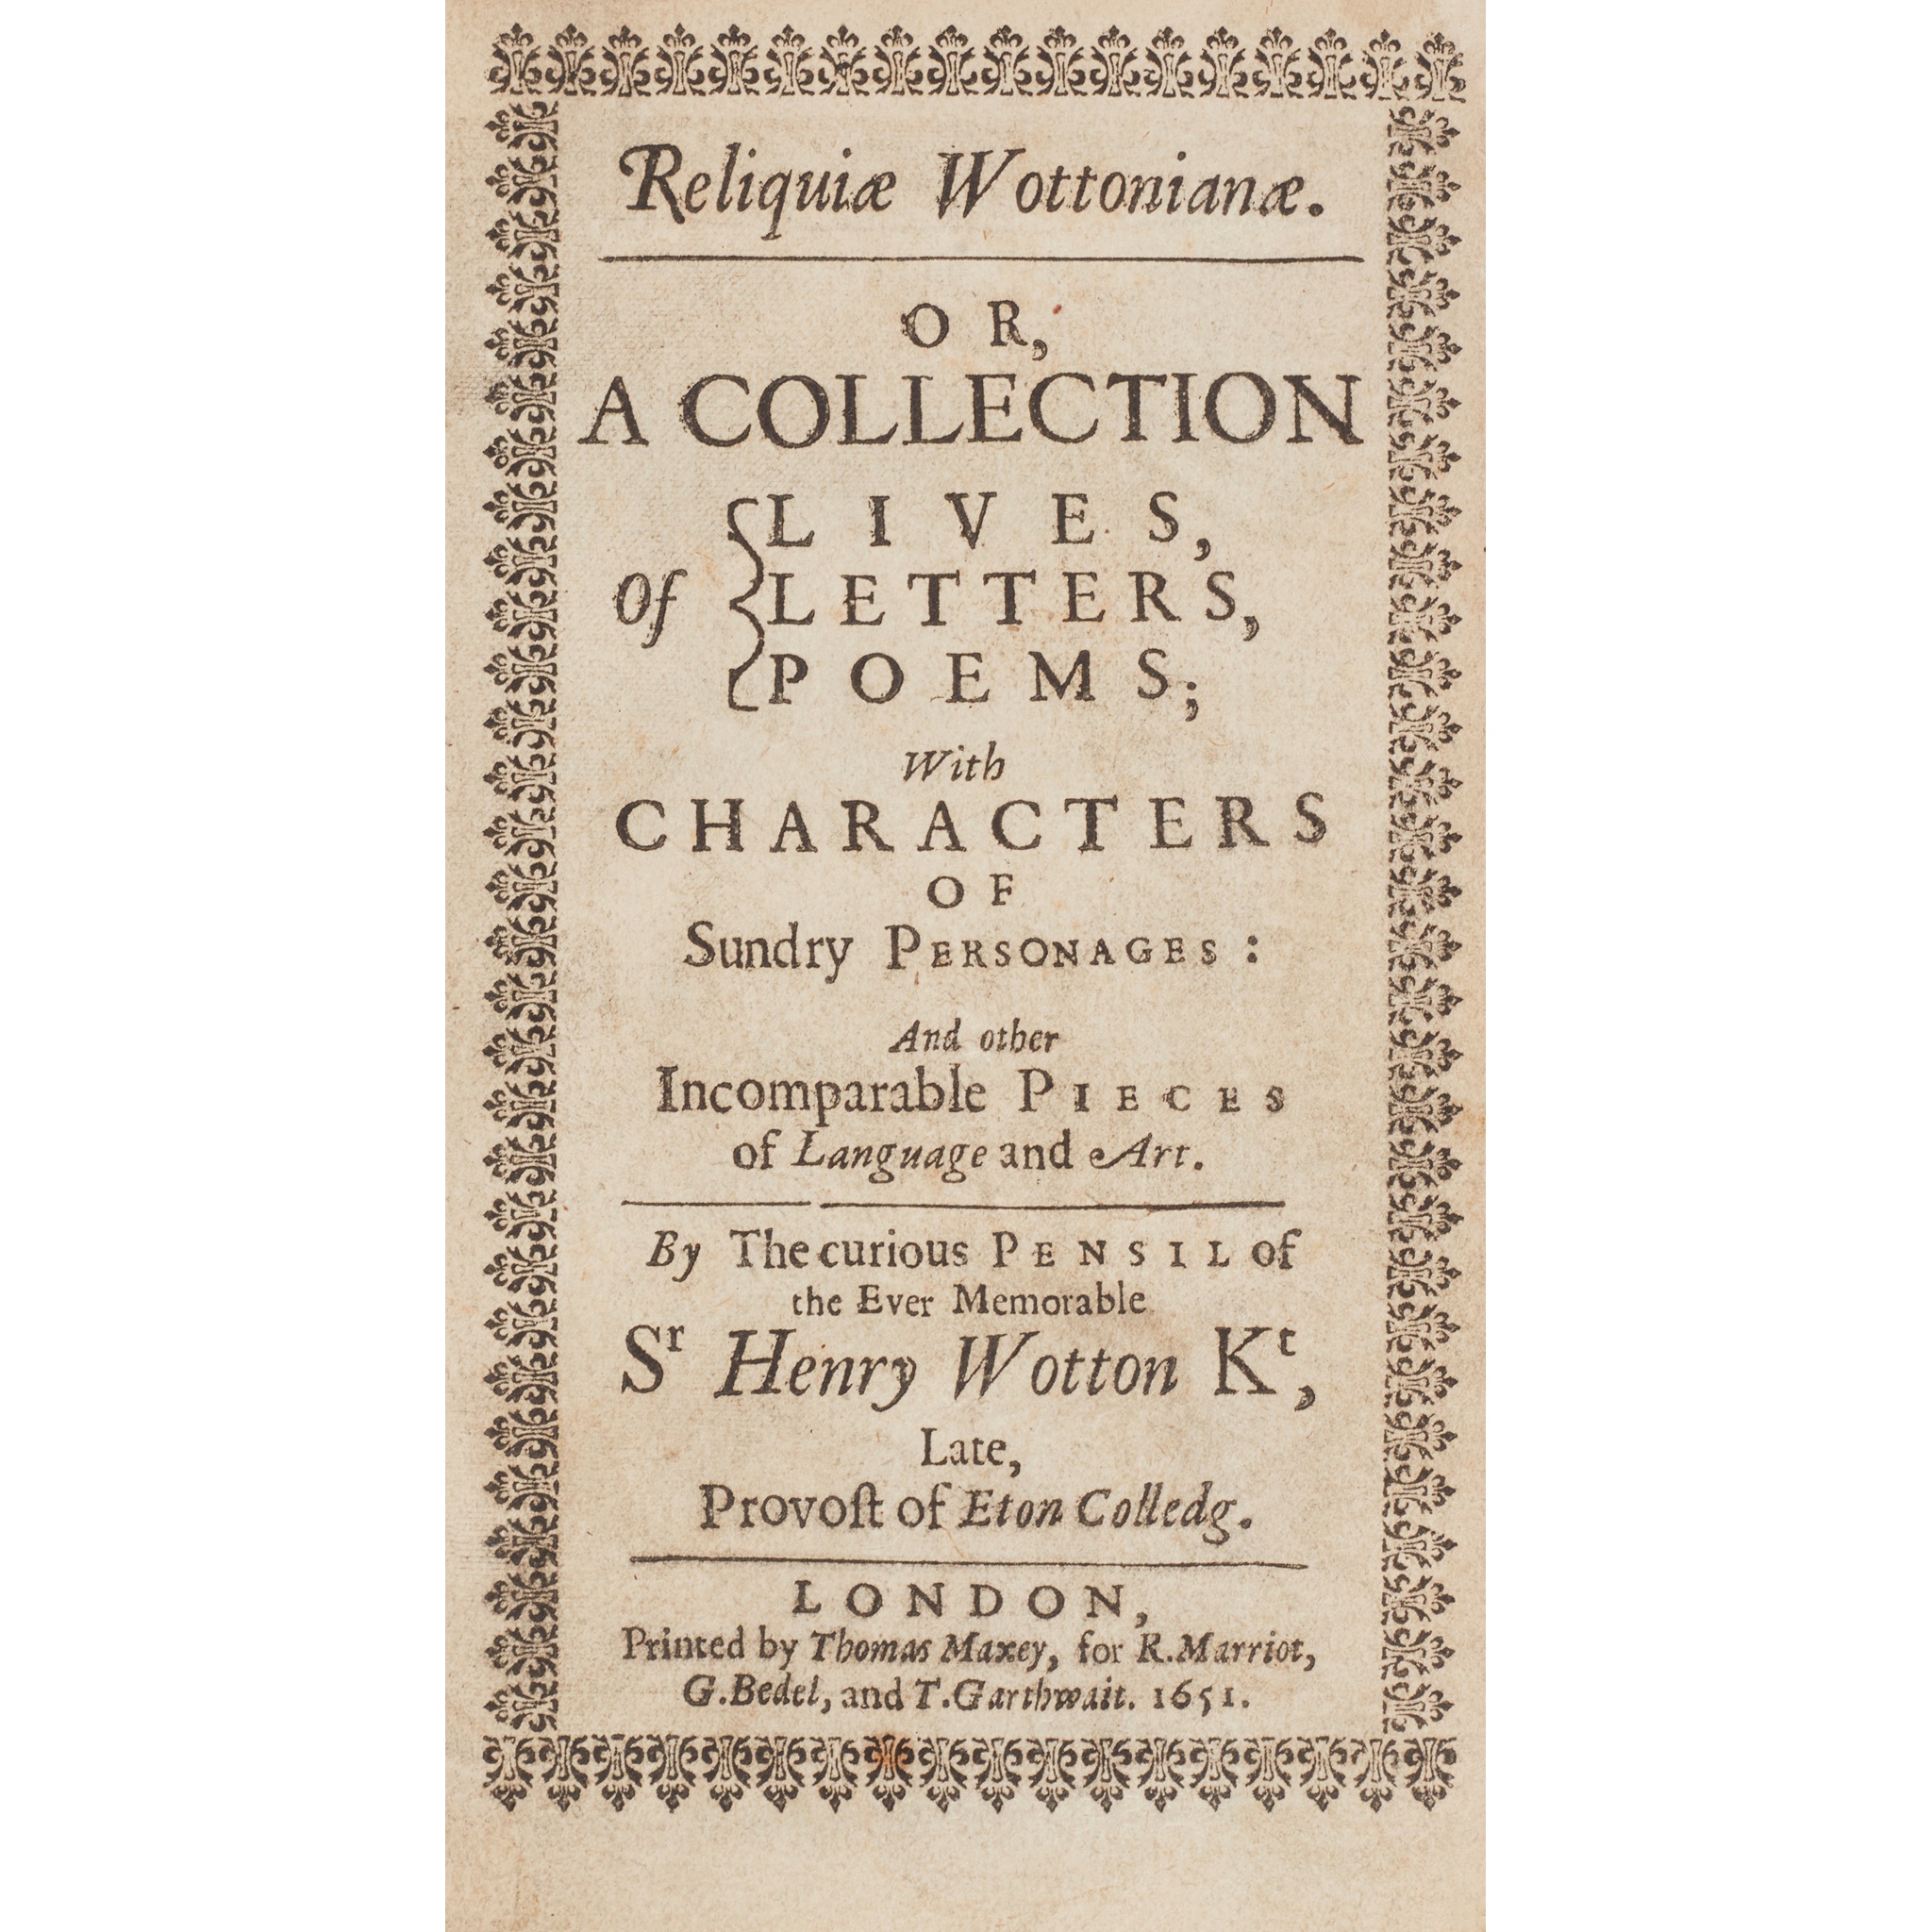 Reliquiæ Wottonianæ.
OR,
A COLLECTION
Of
LIVES,
LETTERS,
POEMS;
With
CHARACTERS
OF
Sundry PERSONAGES:
And other
Incomparable PIECES
of Language and Art.
By The curious PENSIL of
the Ever Memorable
Sʳ Henry Wotton Kᵗ,
Late,
Provoſt of Eton Colledg.
LONDON,
Printed by Thomas Maxey, for R.Marriot,
G.Bedel, and T.Garthwait. 1651.